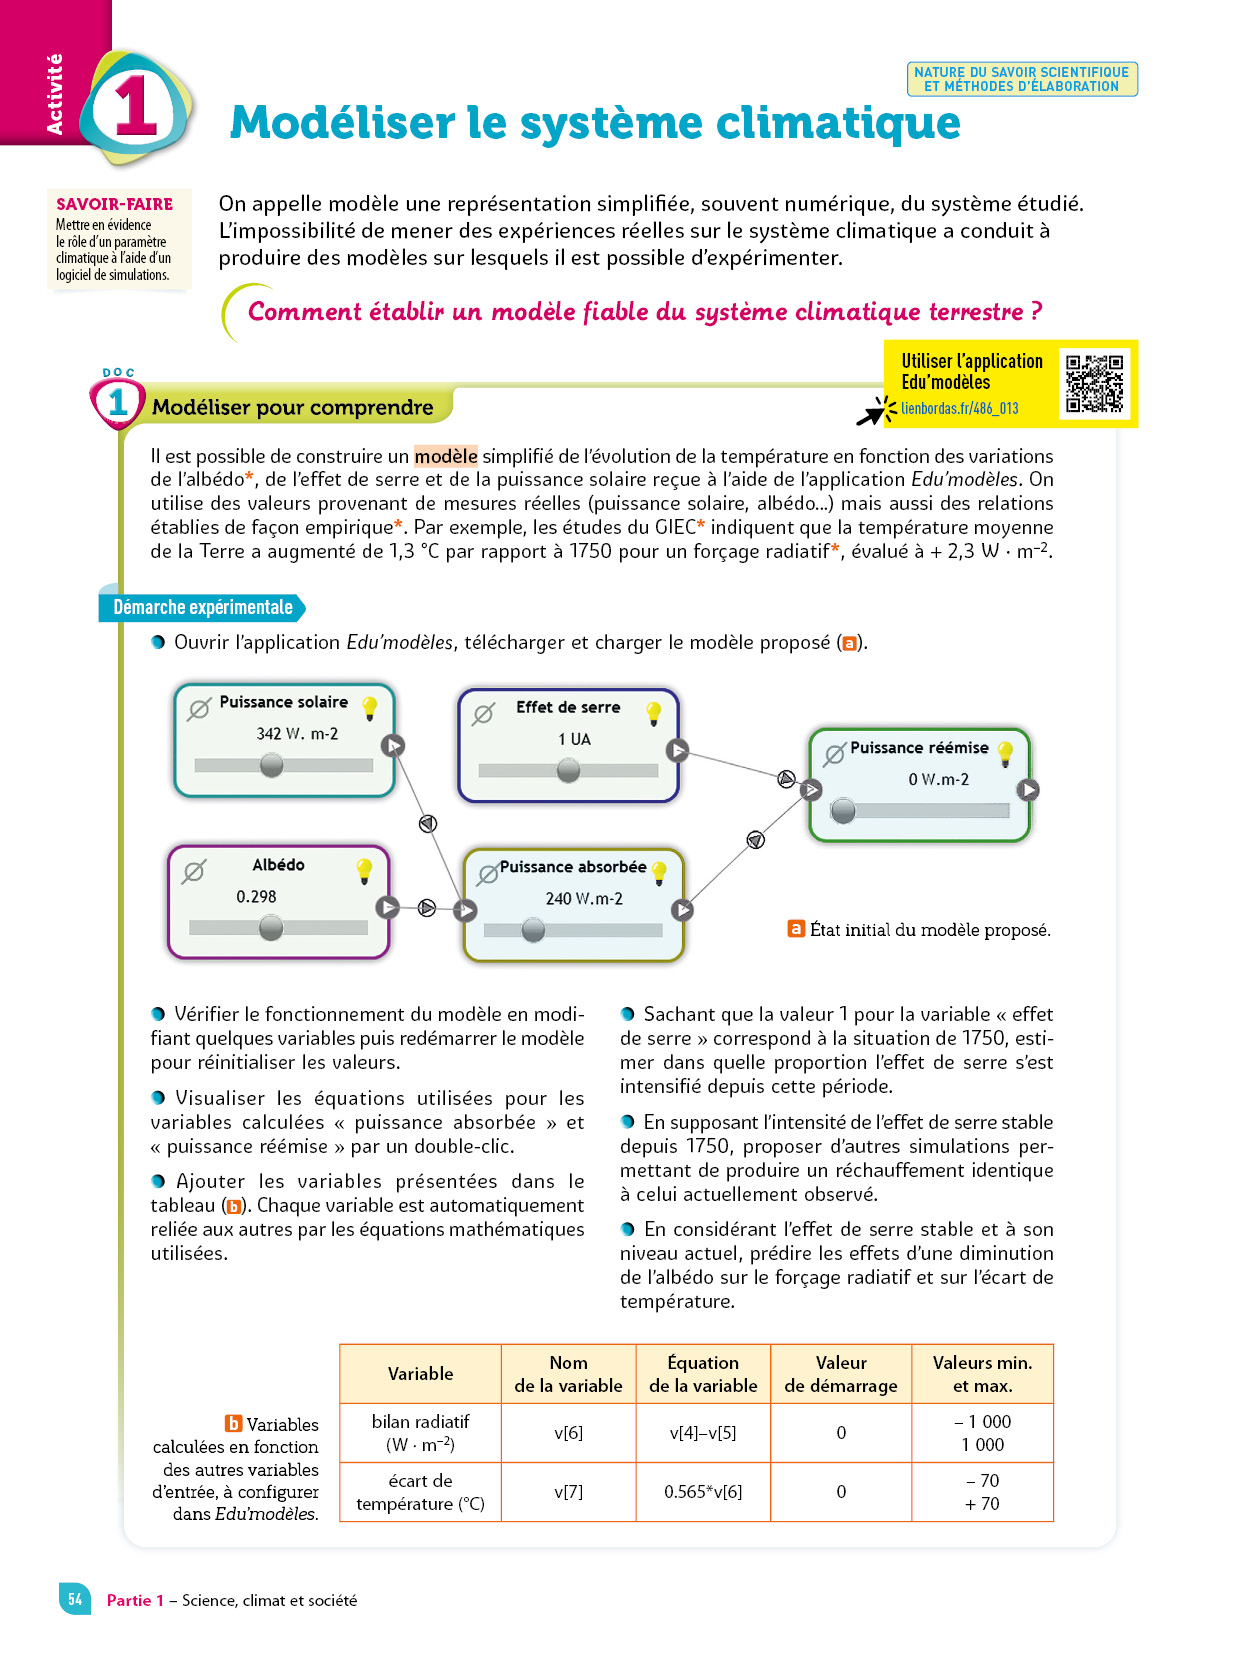 Activité
1
NATURE DU SAVOIR SCIENTIFIQUE
ET MÉTHODES D'ÉLABORATION
Modéliser le système climatique
SAVOIR-FAIRE
Mettre en évidence
le rôle d'un paramètre
climatique à l'aide d'un
logiciel de simulations.
On appelle modèle une représentation simplifiée, souvent numérique, du système étudié.
L'impossibilité de mener des expériences réelles sur le système climatique a conduit à
produire des modèles sur lesquels il est possible d'expérimenter.
Comment établir un modèle fiable du système climatique terrestre ?
Utiliser l'application
Edu'modèles
lienbordas.fr/486_013
DOC
1
Modéliser pour comprendre
Il est possible de construire un modèle simplifié de l'évolution de la température en fonction des variations
de l'albédo*, de l'effet de serre et de la puissance solaire reçue à l'aide de l'application Edu'modèles. On
utilise des valeurs provenant de mesures réelles (puissance solaire, albédo...) mais aussi des relations
établies de façon empirique*. Par exemple, les études du GIEC* indiquent que la température moyenne
de la Terre a augmenté de 1,3 °C par rapport à 1750 pour un forçage radiatif*, évalué à + 2,3 W · m⁻².
Démarche expérimentale
Ouvrir l'application Edu'modèles, télécharger et charger le modèle proposé (a).
Puissance solaire
342 W. m-2
Effet de serre
1 UA
Puissance réémise
0 W.m-2
Albédo
0.298
Puissance absorbée
240 W.m-2
a État initial du modèle proposé.
Vérifier le fonctionnement du modèle en modi-
fiant quelques variables puis redémarrer le modèle
pour réinitialiser les valeurs.
Visualiser les équations utilisées pour les
variables calculées « puissance absorbée » et
« puissance réémise » par un double-clic.
Ajouter les variables présentées dans le
tableau (b). Chaque variable est automatiquement
reliée aux autres par les équations mathématiques
utilisées.
Sachant que la valeur 1 pour la variable « effet
de serre » correspond à la situation de 1750, esti-
mer dans quelle proportion l'effet de serre s'est
intensifié depuis cette période.
En supposant l'intensité de l'effet de serre stable
depuis 1750, proposer d'autres simulations per-
mettant de produire un réchauffement identique
à celui actuellement observé.
En considérant l'effet de serre stable et à son
niveau actuel, prédire les effets d'une diminution
de l'albédo sur le forçage radiatif et sur l'écart de
température.
b Variables
calculées en fonction
des autres variables
d'entrée, à configurer
dans Edu'modèles.
Variable
Nom
de la variable
Équation
de la variable
Valeur
de démarrage
Valeurs min.
et max.
bilan radiatif
(W · m⁻²)
v[6]
v[4]–v[5]
0
– 1 000
1 000
écart de
température (°C)
v[7]
0.565*v[6]
0
– 70
+ 70
54
Partie 1 – Science, climat et société